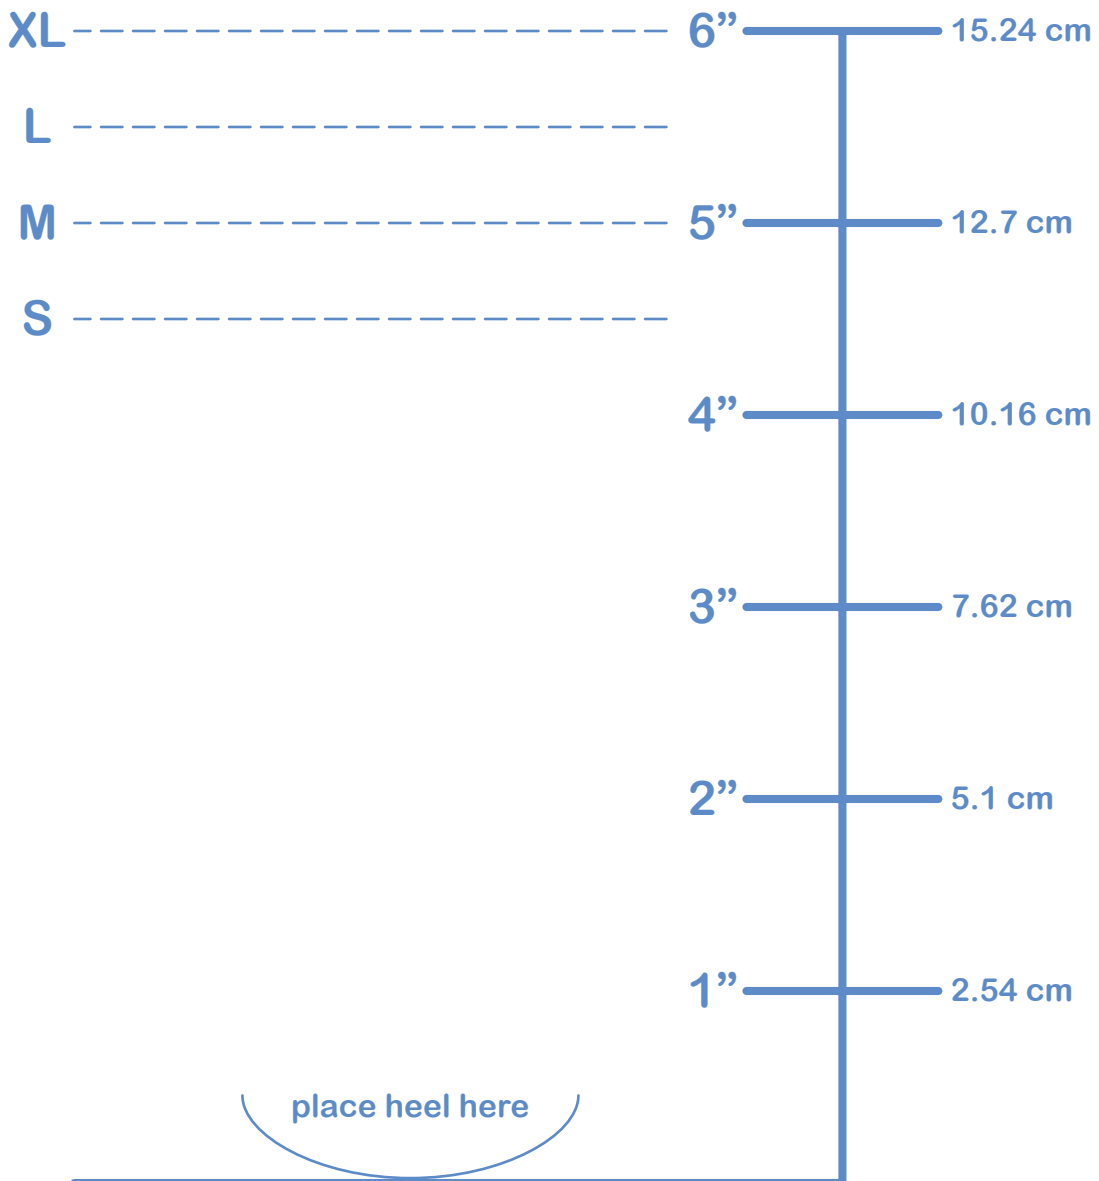 XL 6” 15.24 cm
L
M 5” 12.7 cm
S
4” 10.16 cm
3” 7.62 cm
2” 5.1 cm
1” 2.54 cm
place heel here